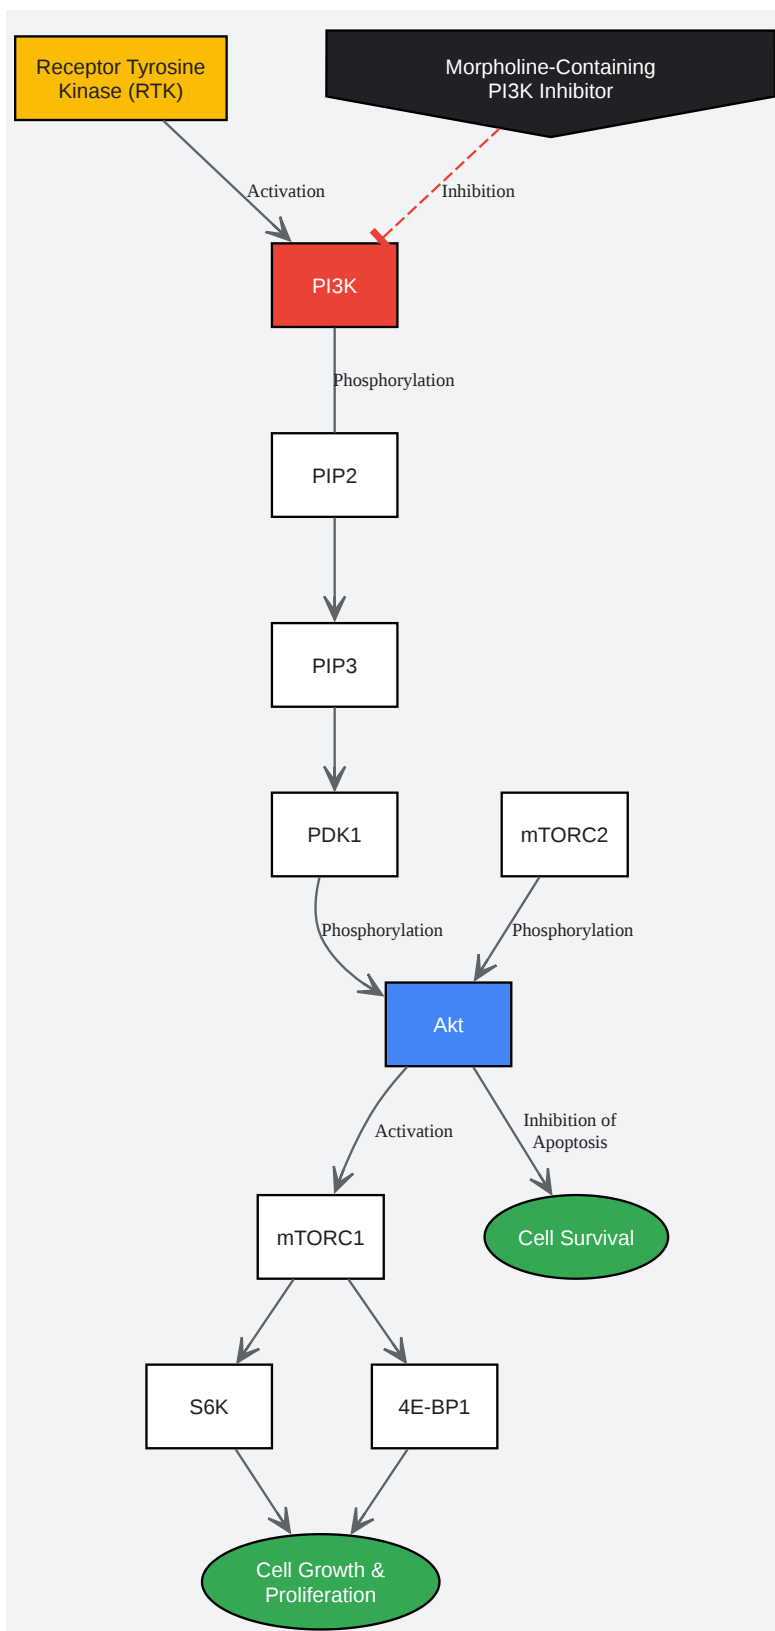 Receptor Tyrosine
Kinase (RTK)
Morpholine-Containing
PI3K Inhibitor
Activation
Inhibition
PI3K
Phosphorylation
PIP2
PIP3
PDK1
mTORC2
Phosphorylation
Phosphorylation
Akt
Activation
Inhibition of
Apoptosis
mTORC1
Cell Survival
S6K
4E-BP1
Cell Growth &
Proliferation